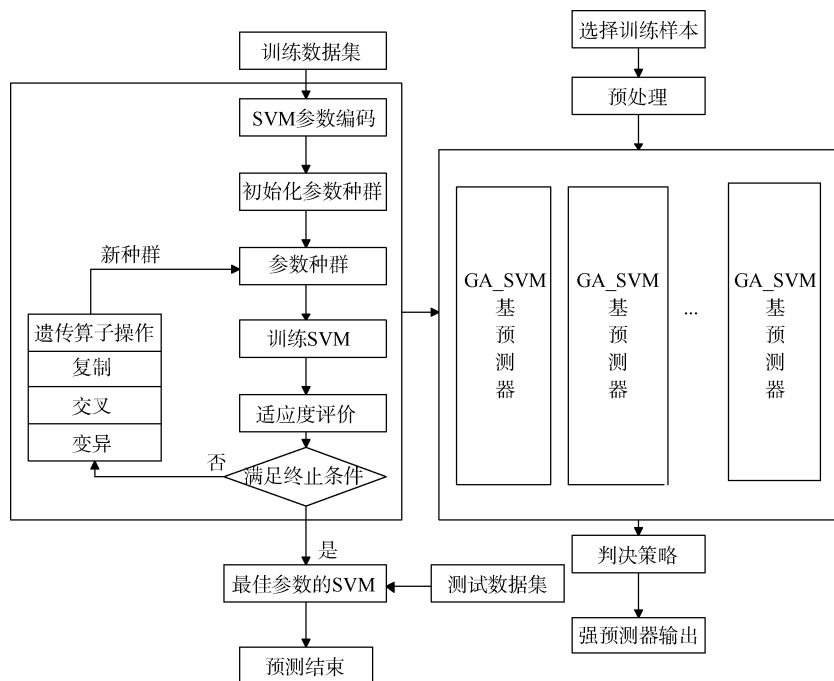 训练数据集
SVM参数编码
初始化参数种群
新种群
参数种群
遗传算子操作
复制
交叉
变异
训练SVM
适应度评价
否
满足终止条件
是
最佳参数的SVM
测试数据集
预测结束
选择训练样本
预处理
GA_SVM
基
预
测
器
GA_SVM
基
预
测
器
...
GA_SVM
基
预
测
器
判决策略
强预测器输出